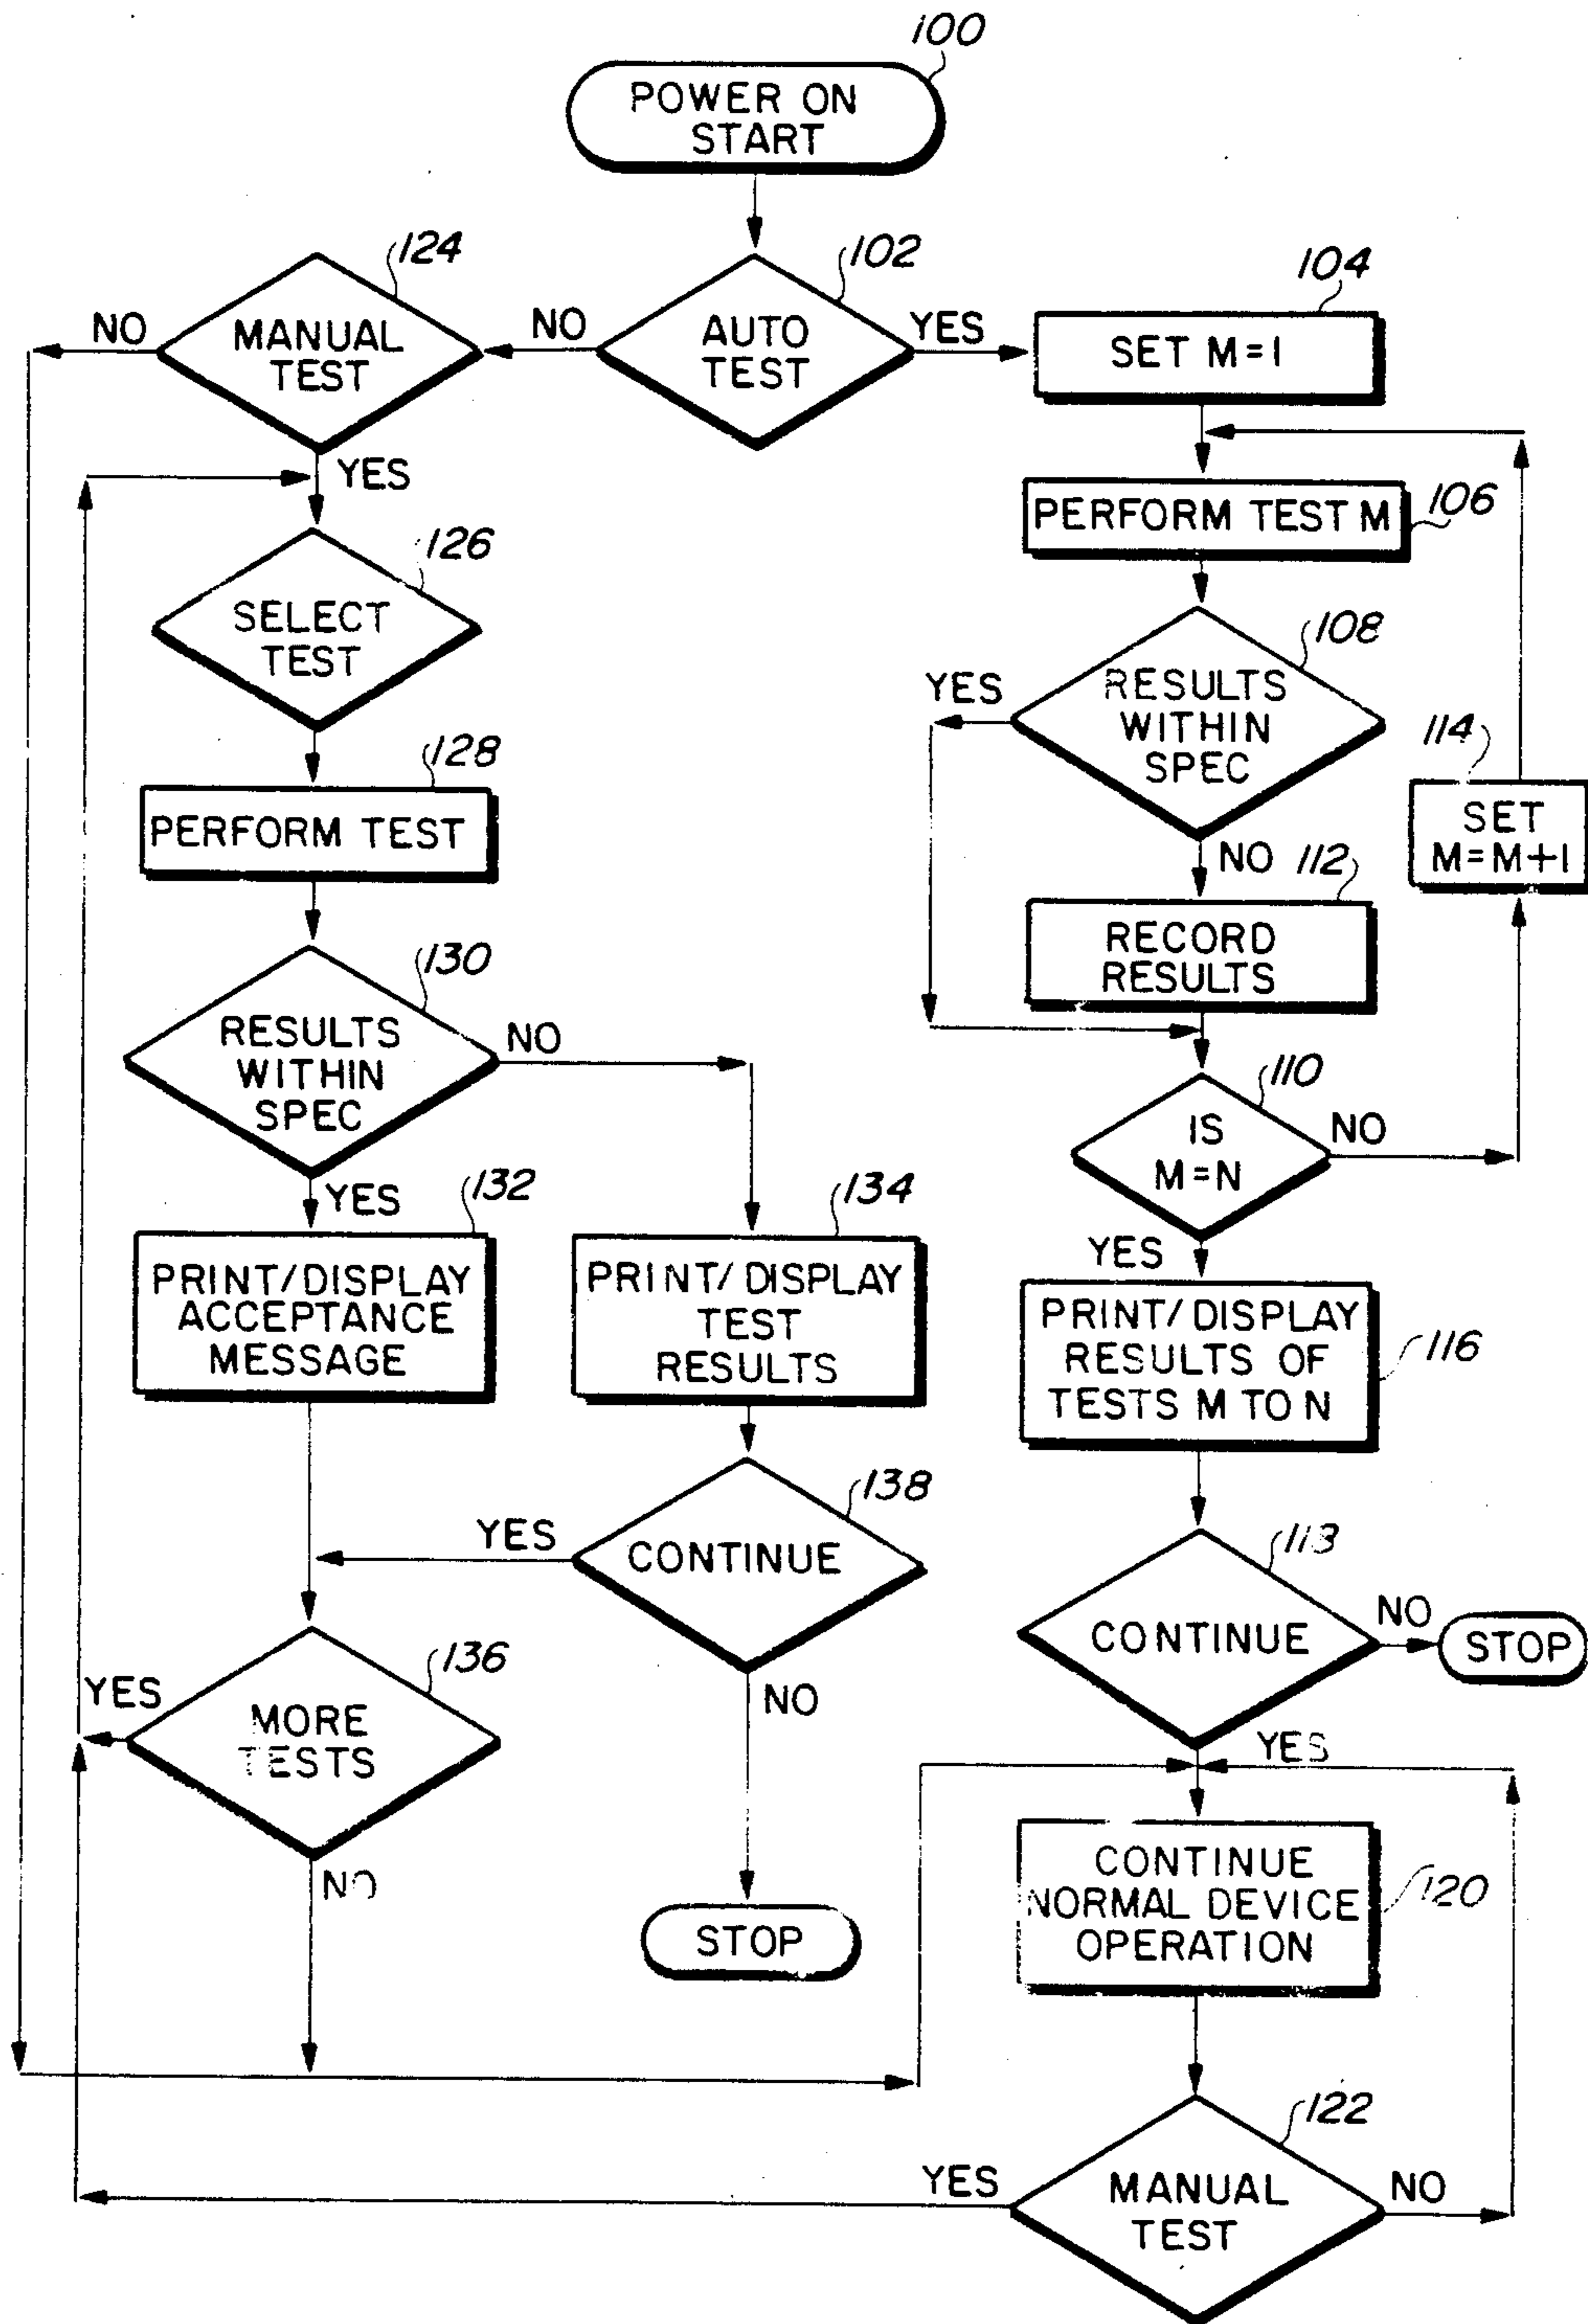 100
POWER ON
START
124
102
104
NO
MANUAL
TEST
NO
AUTO
TEST
YES
SET M=1
YES
PERFORM TEST M
106
126
SELECT
TEST
108
YES
RESULTS
WITHIN
SPEC
114
SET
M=M+1
128
PERFORM TEST
NO
112
RECORD
RESULTS
130
RESULTS
WITHIN
SPEC
NO
110
IS
M=N
NO
YES
132
134
YES
PRINT/DISPLAY
ACCEPTANCE
MESSAGE
PRINT/DISPLAY
TEST
RESULTS
PRINT/DISPLAY
RESULTS OF
TESTS M TO N
116
138
YES
CONTINUE
113
CONTINUE
NO
STOP
136
YES
MORE
TESTS
NO
YES
NO
STOP
CONTINUE
NORMAL DEVICE
OPERATION
120
122
YES
MANUAL
TEST
NO